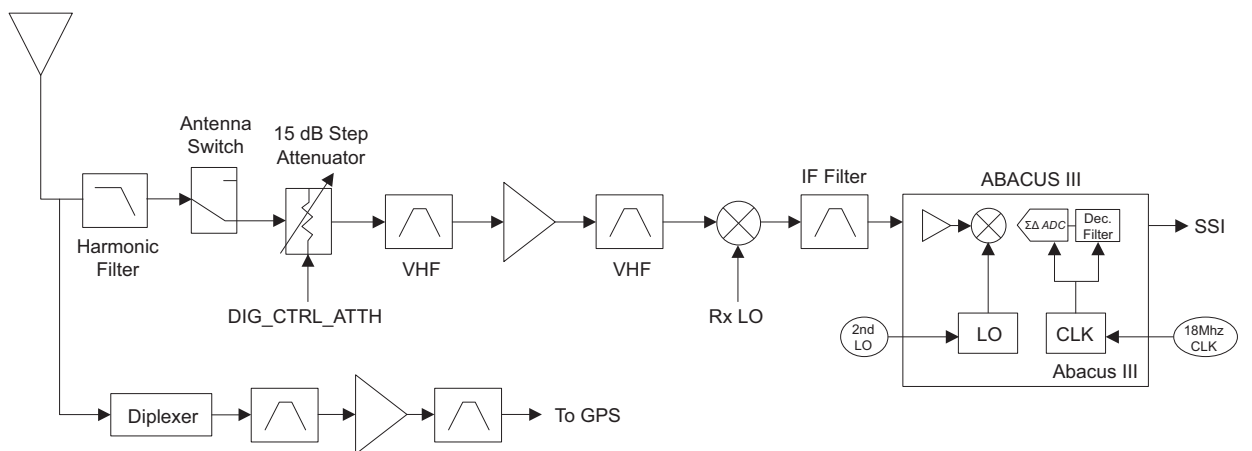 Antenna
Switch
15 dB Step
Attenuator
Harmonic
Filter
DIG_CTRL_ATTH
VHF
VHF
Rx LO
IF Filter
ABACUS III
ΣΔ ADC
Dec.
Filter
SSI
2nd
LO
LO
CLK
18Mhz
CLK
Abacus III
Diplexer
To GPS